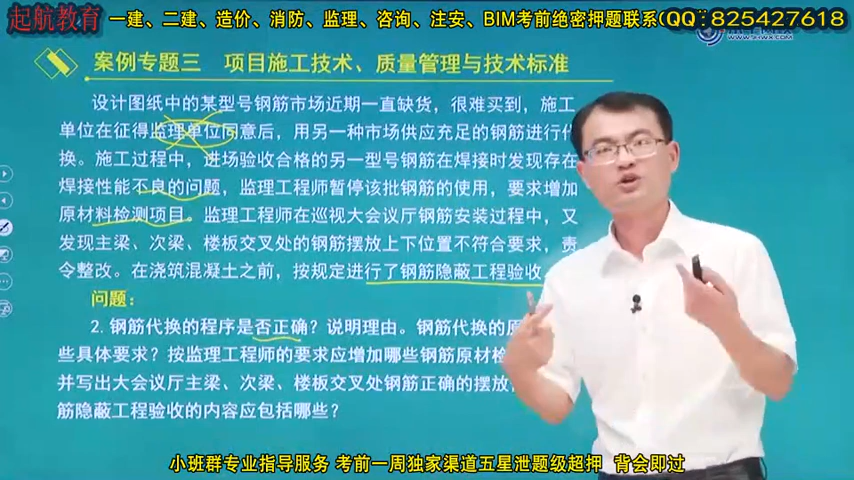 起航教育 一建、二建、造价、消防、监理、咨询、注安、BIM考前绝密押题联系QQ:825427618
案例专题三 项目施工技术、质量管理与技术标准
设计图纸中的某型号钢筋市场近期一直缺货，很难买到，施工
单位在征得监理单位同意后，用另一种市场供应充足的钢筋进行代
换。施工过程中，进场验收合格的另一型号钢筋在焊接时发现存在
焊接性能不良的问题，监理工程师暂停该批钢筋的使用，要求增加
原材料检测项目。监理工程师在巡视大会议厅钢筋安装过程中，又
发现主梁、次梁、楼板交叉处的钢筋摆放上下位置不符合要求，责
令整改。在浇筑混凝土之前，按规定进行了钢筋隐蔽工程验收
问题：
2. 钢筋代换的程序是否正确？说明理由。钢筋代换的
些具体要求？按监理工程师的要求应增加哪些钢筋原材检
并写出大会议厅主梁、次梁、楼板交叉处钢筋正确的摆放
筋隐蔽工程验收的内容应包括哪些？
小班群专业指导服务 考前一周独家渠道五星泄题级超押 背会即过